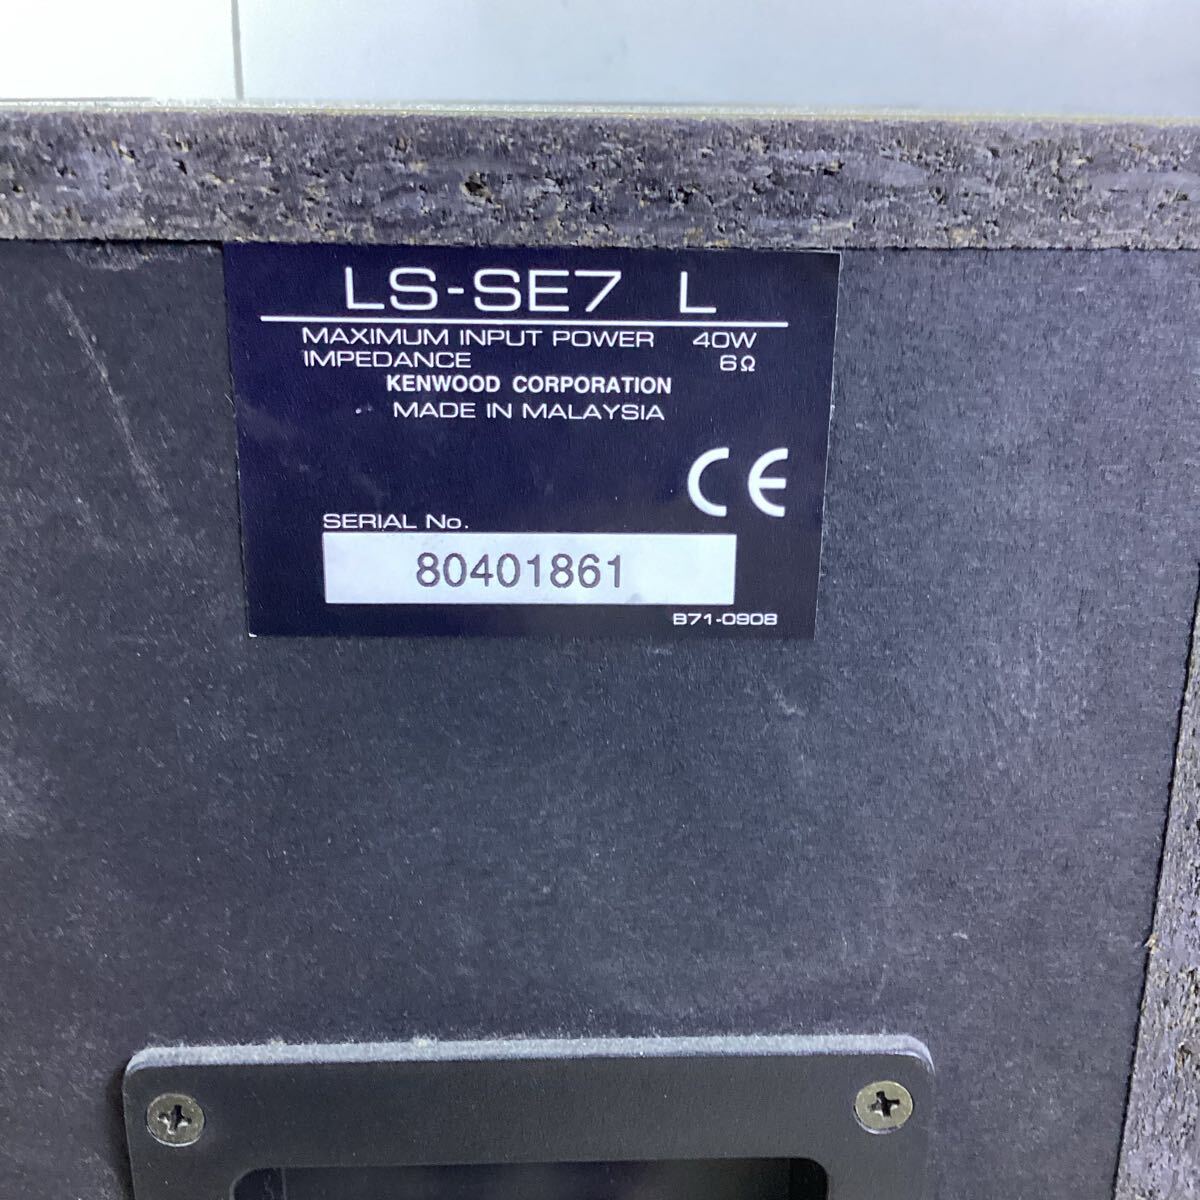 LS-SE7 L
MAXIMUM INPUT POWER 40W
IMPEDANCE 6Ω
KENWOOD CORPORATION
MADE IN MALAYSIA
CE
SERIAL No.
80401861
B71-0908